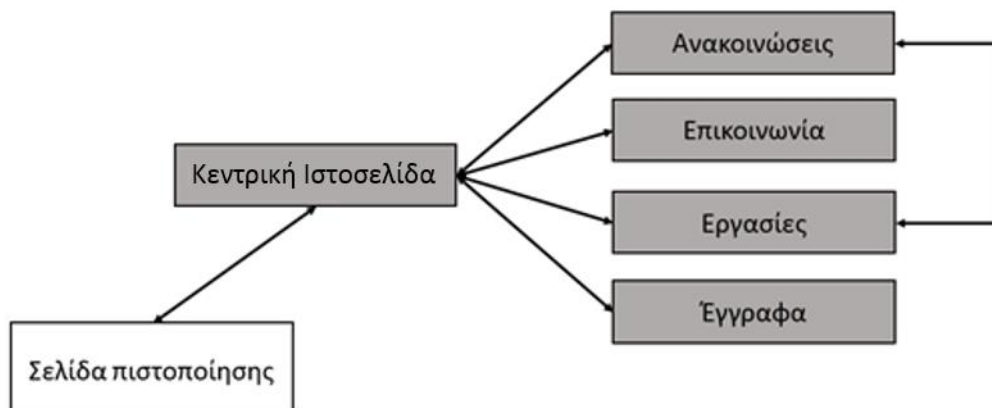 Ανακοινώσεις
Επικοινωνία
Κεντρική Ιστοσελίδα
Εργασίες
Έγγραφα
Σελίδα πιστοποίησης